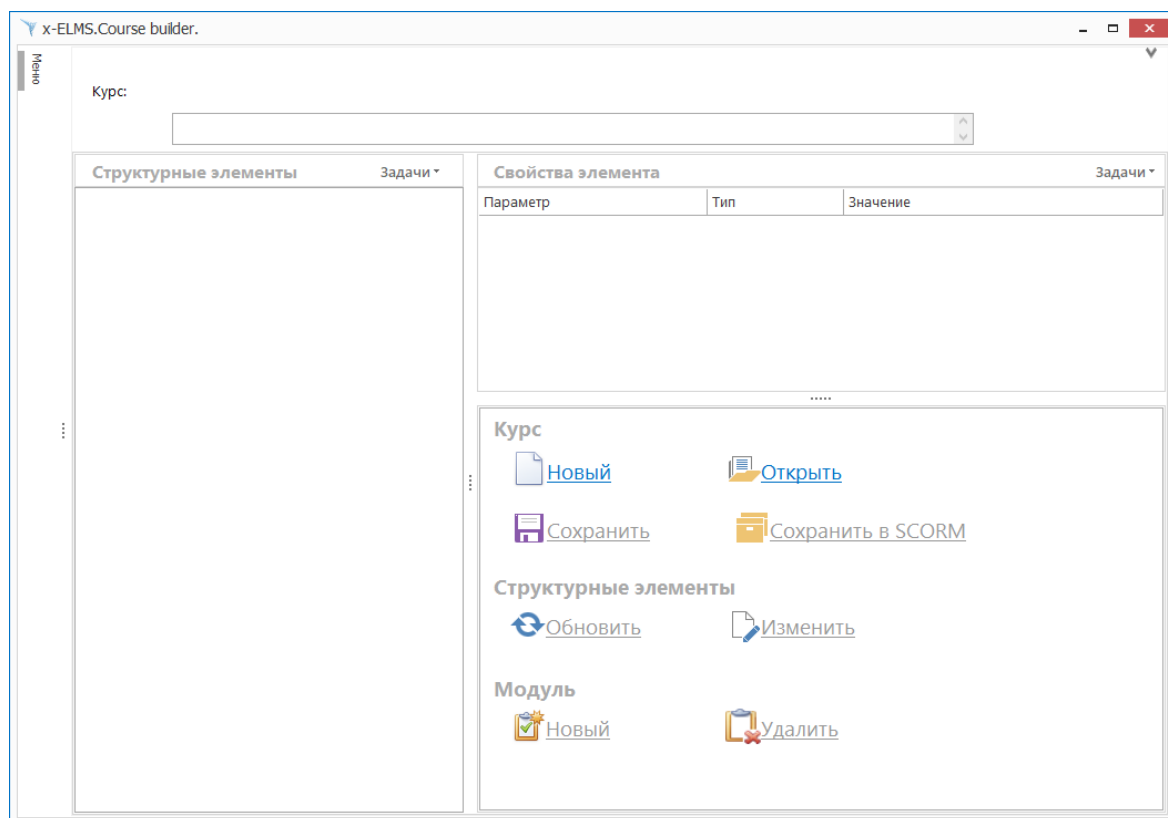 x-ELMS.Course builder.
Меню
Курс:
Структурные элементы Задачи
Свойства элемента Задачи
Параметр Тип Значение
Курс
Новый Открыть
Сохранить Сохранить в SCORM
Структурные элементы
Обновить Изменить
Модуль
Новый Удалить